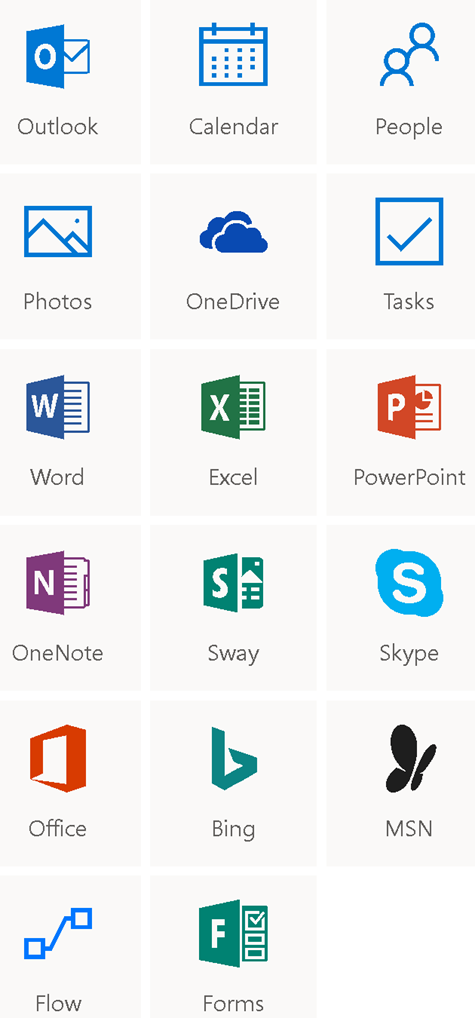 Outlook Calendar People
Photos OneDrive Tasks
Word Excel PowerPoint
OneNote Sway Skype
Office Bing MSN
Flow Forms